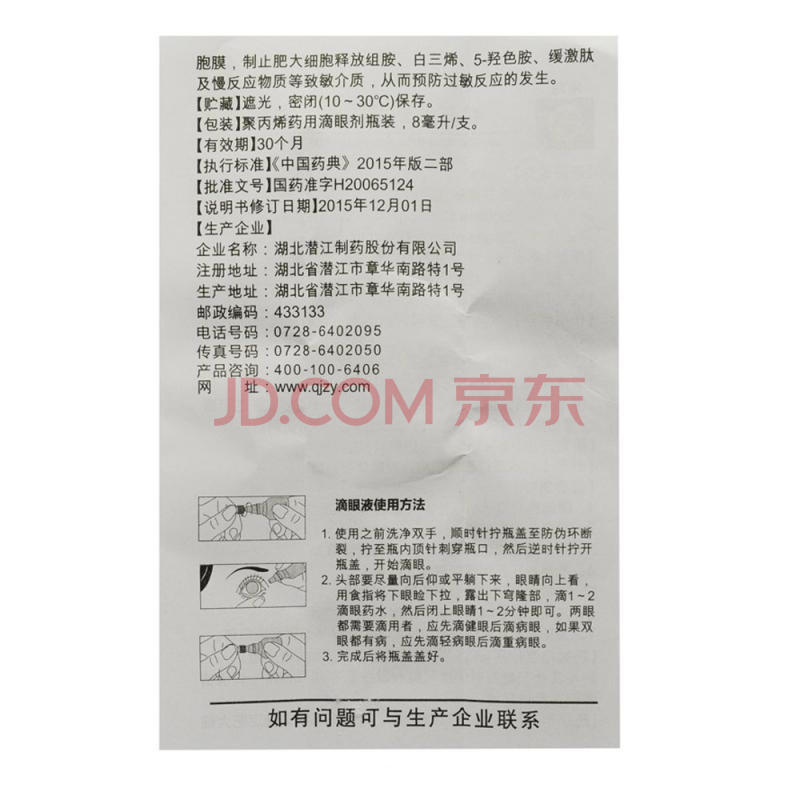 胞膜，制止肥大细胞释放组胺、白三烯、5-羟色胺、缓激肽
及慢反应物质等致敏介质，从而预防过敏反应的发生。
【贮藏】遮光，密闭(10～30℃)保存。
【包装】聚丙烯药用滴眼剂瓶装，8毫升/支。
【有效期】30个月
【执行标准】《中国药典》2015年版二部
【批准文号】国药准字H20065124
【说明书修订日期】2015年12月01日
【生产企业】
企业名称：湖北潜江制药股份有限公司
注册地址：湖北省潜江市章华南路特1号
生产地址：湖北省潜江市章华南路特1号
邮政编码：433133
电话号码：0728-6402095
传真号码：0728-6402050
产品咨询：400-100-6406
网　　址：www.qjzy.com
JD.COM 京东
滴眼液使用方法
1. 使用之前洗净双手，顺时针拧瓶盖至防伪环断
裂，拧至瓶内顶针刺穿瓶口，然后逆时针拧开
瓶盖，开始滴眼。
2. 头部要尽量向后仰或平躺下来，眼睛向上看，
用食指将下眼睑下拉，露出下穹隆部，滴1～2
滴眼药水，然后闭上眼睛1～2分钟即可。两眼
都需要滴用者，应先滴健眼后滴病眼，如果双
眼都有病，应先滴轻病眼后滴重病眼。
3. 完成后将瓶盖盖好。
如有问题可与生产企业联系